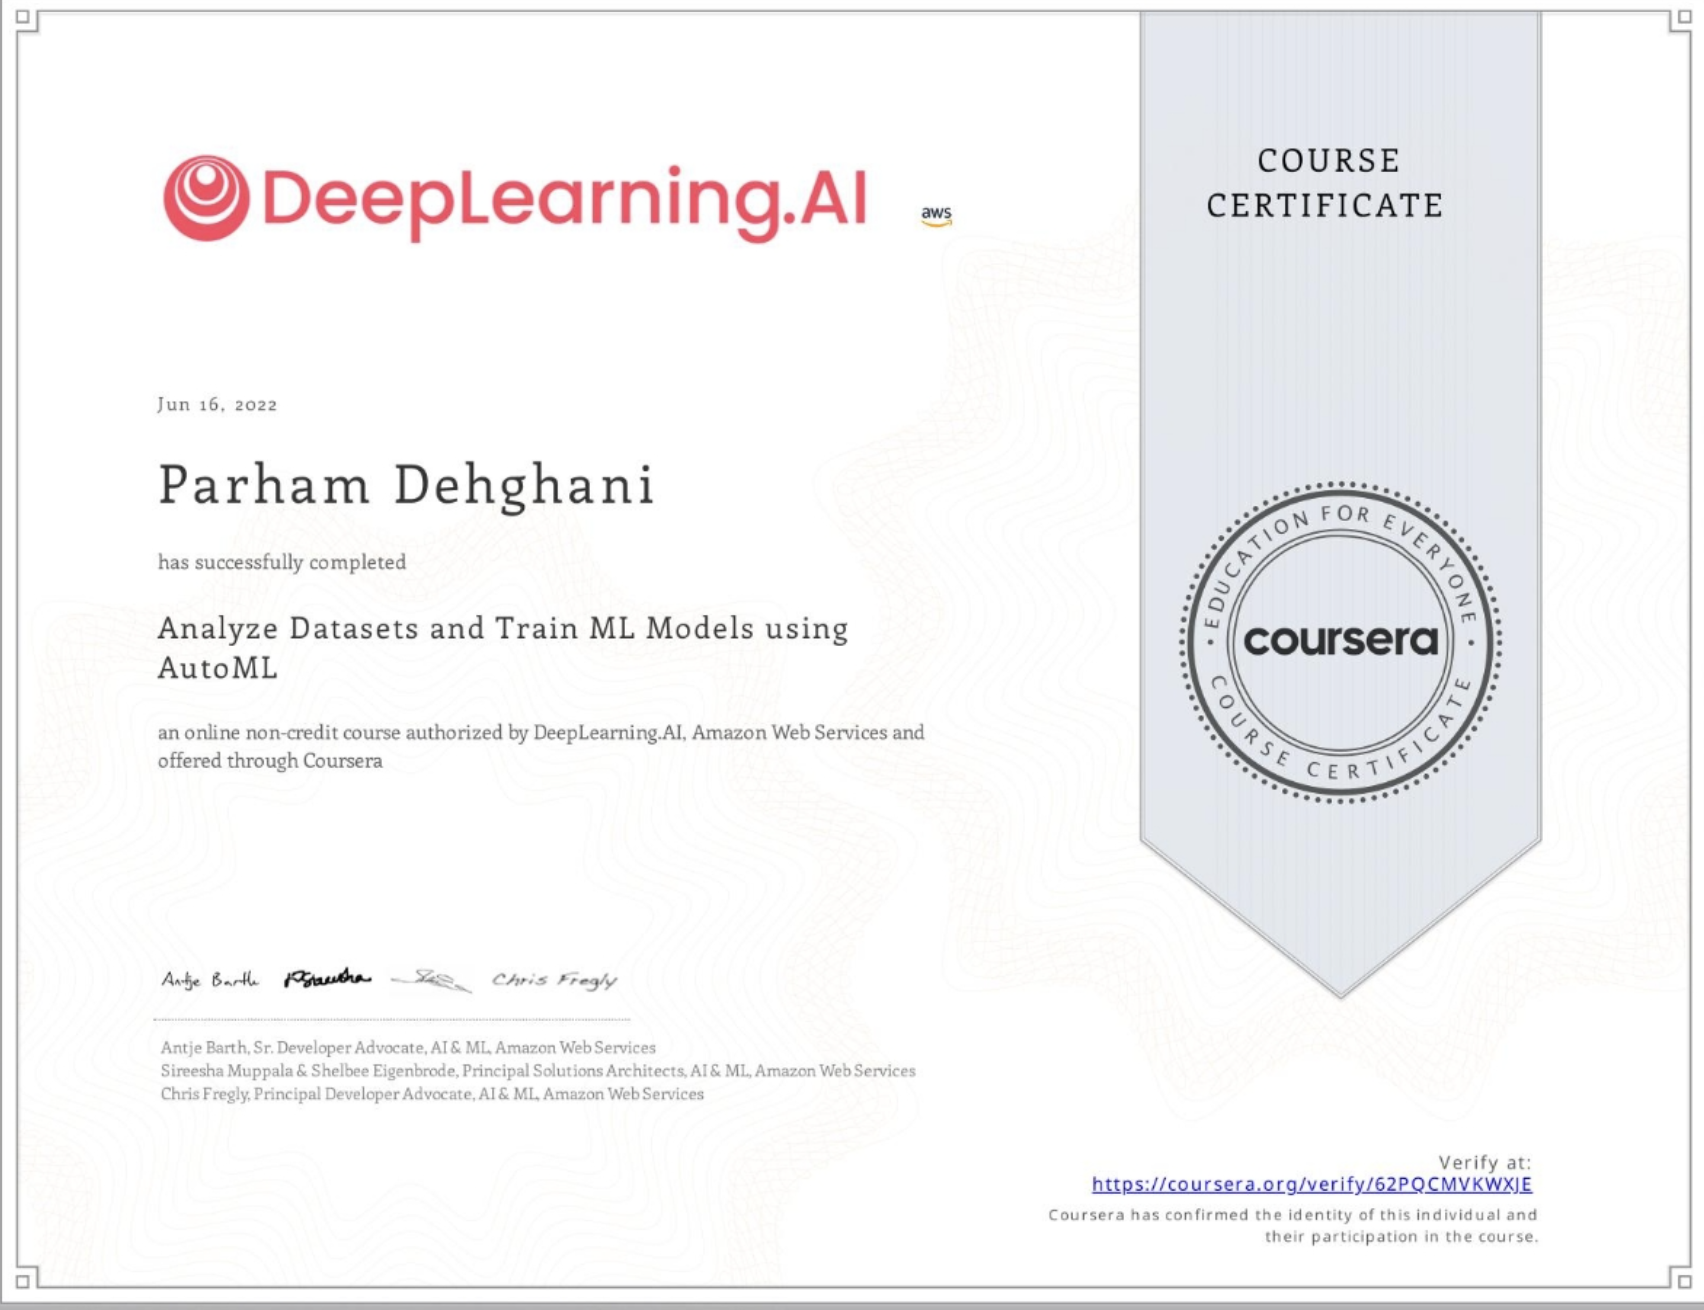 DeepLearning.AI
aws
COURSE
CERTIFICATE
Jun 16, 2022
Parham Dehghani
has successfully completed
Analyze Datasets and Train ML Models using
AutoML
an online non-credit course authorized by DeepLearning.AI, Amazon Web Services and
offered through Coursera
EDUCATION FOR EVERYONE
coursera
COURSE CERTIFICATE
Antje Barth
Chris Fregly
Antje Barth, Sr. Developer Advocate, AI & ML, Amazon Web Services
Sireesha Muppala & Shelbee Eigenbrode, Principal Solutions Architects, AI & ML, Amazon Web Services
Chris Fregly, Principal Developer Advocate, AI & ML, Amazon Web Services
Verify at:
https://coursera.org/verify/62PQCMVKWXJE
Coursera has confirmed the identity of this individual and
their participation in the course.